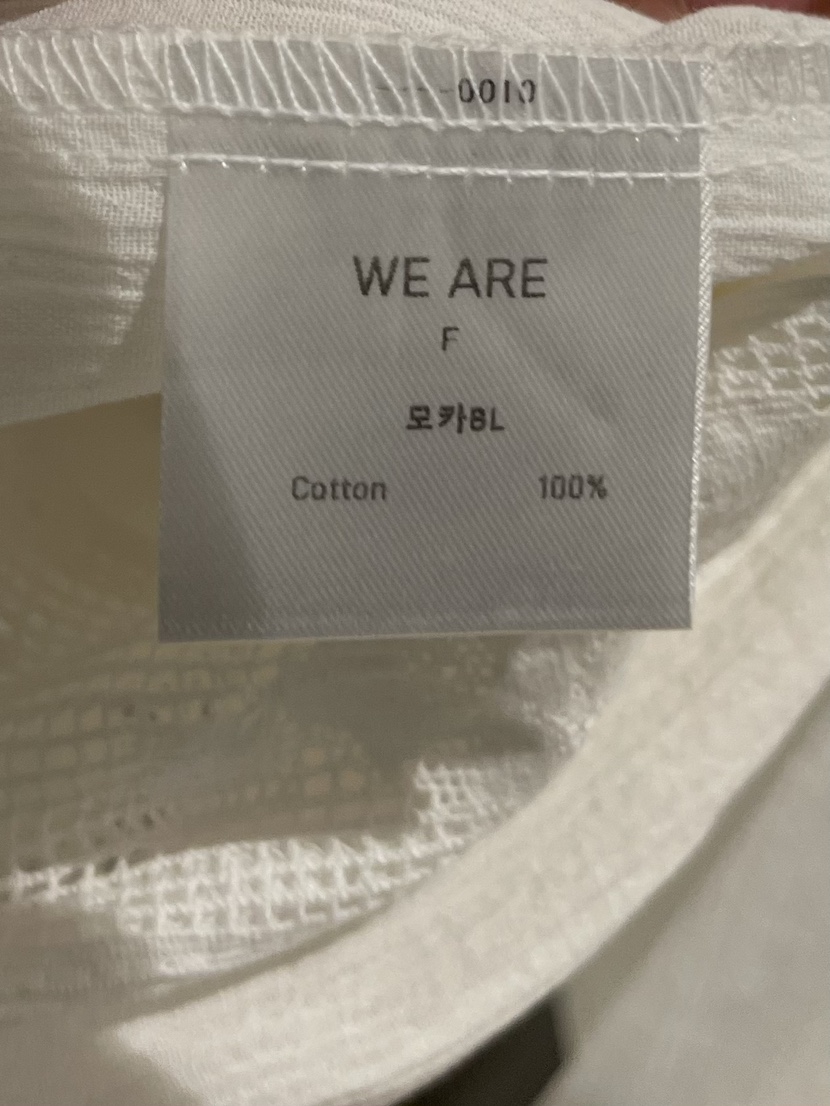 0010
WE ARE
F
모카BL
Cotton 100%